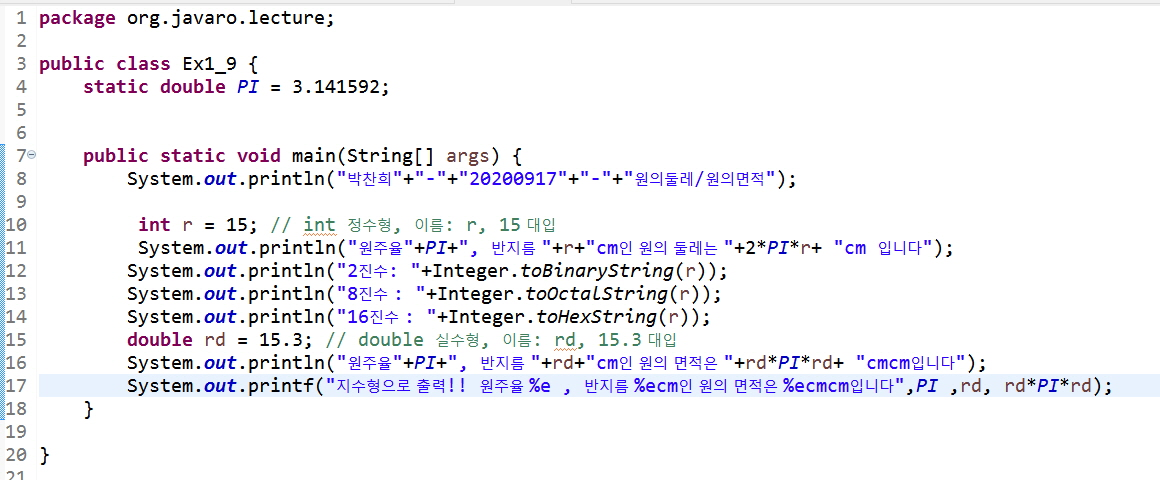 1 package org.javaro.lecture;
2
3 public class Ex1_9 {
4     static double PI = 3.141592;
5
6
7     public static void main(String[] args) {
8         System.out.println("박찬희"+"-"+"20200917"+"-"+"원의둘레/원의면적");
9
10          int r = 15; // int 정수형, 이름: r, 15 대입
11          System.out.println("원주율"+PI+", 반지름 "+r+"cm인 원의 둘레는 "+2*PI*r+ "cm 입니다");
12         System.out.println("2진수: "+Integer.toBinaryString(r));
13         System.out.println("8진수 : "+Integer.toOctalString(r));
14         System.out.println("16진수 : "+Integer.toHexString(r));
15         double rd = 15.3; // double 실수형, 이름: rd, 15.3 대입
16         System.out.println("원주율"+PI+", 반지름 "+rd+"cm인 원의 면적은 "+rd*PI*rd+ "cmcm입니다");
17         System.out.printf("지수형으로 출력!! 원주율 %e , 반지름 %ecm인 원의 면적은 %ecmcm입니다",PI ,rd, rd*PI*rd);
18     }
19
20 }
21